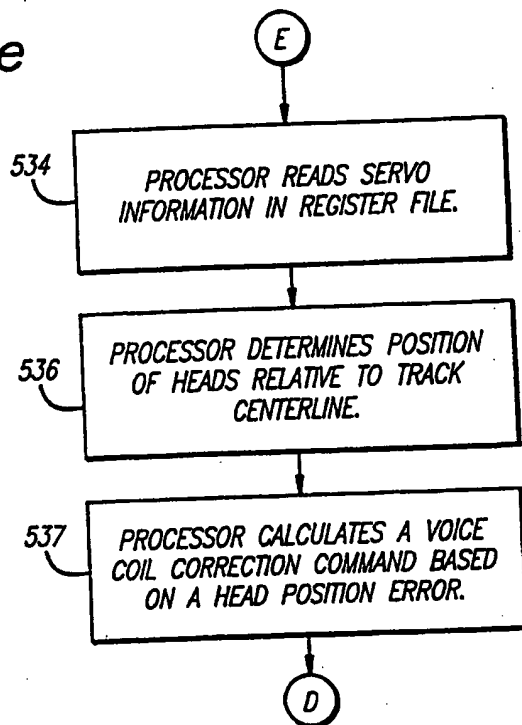 e
E
534
PROCESSOR READS SERVO
INFORMATION IN REGISTER FILE.
536
PROCESSOR DETERMINES POSITION
OF HEADS RELATIVE TO TRACK
CENTERLINE.
537
PROCESSOR CALCULATES A VOICE
COIL CORRECTION COMMAND BASED
ON A HEAD POSITION ERROR.
D